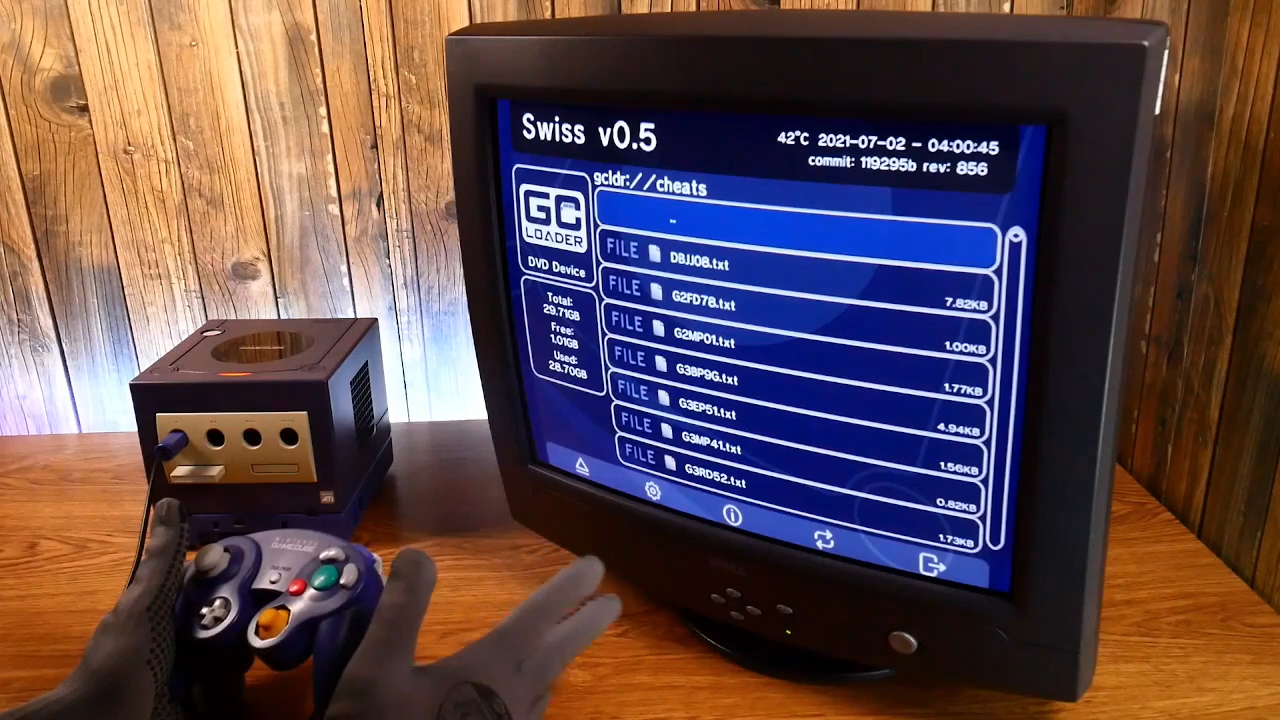 Swiss v0.5
42°C 2021-07-02 - 04:00:45
commit: 119295b rev: 856
gcldr://cheats
GC
LOADER
DVD Device
Total:
29.71GB
Free:
1.01GB
Used:
28.70GB
..
FILE DBJJ08.txt 7.82KB
FILE G2FD78.txt 1.00KB
FILE G2MP01.txt 1.77KB
FILE G3BP9G.txt 4.94KB
FILE G3EP51.txt 1.56KB
FILE G3MP41.txt 0.82KB
FILE G3RD52.txt 1.73KB
NINTENDO
GAMECUBE